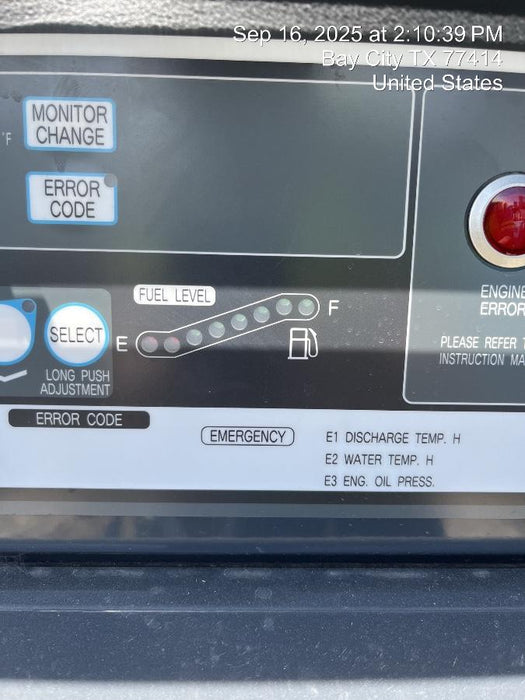 Sep 16, 2025 at 2:10:39 PM
Bay City TX 77414
United States
°F
MONITOR
CHANGE
ERROR
CODE
FUEL LEVEL
E
F
SELECT
LONG PUSH
ADJUSTMENT
ENGINE
ERROR
PLEASE REFER
INSTRUCTION
ERROR CODE
EMERGENCY
E1 DISCHARGE TEMP. H
E2 WATER TEMP. H
E3 ENG. OIL PRESS.